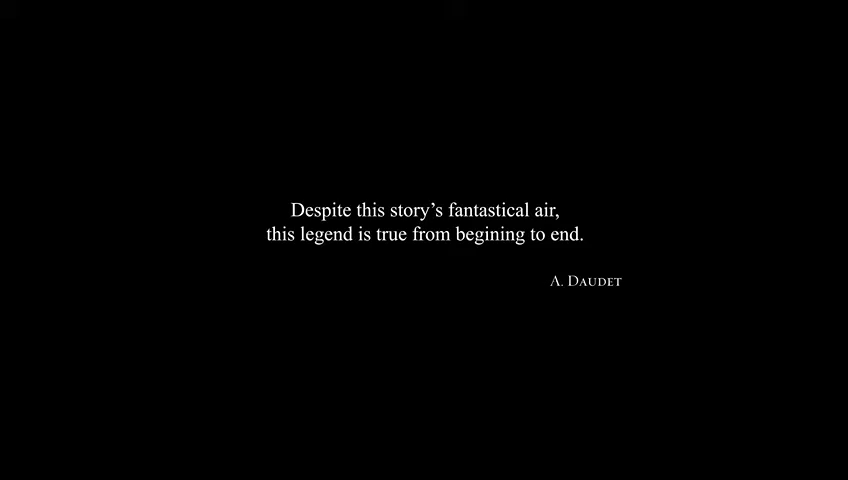 Despite this story’s fantastical air,
this legend is true from begining to end.
A. Daudet